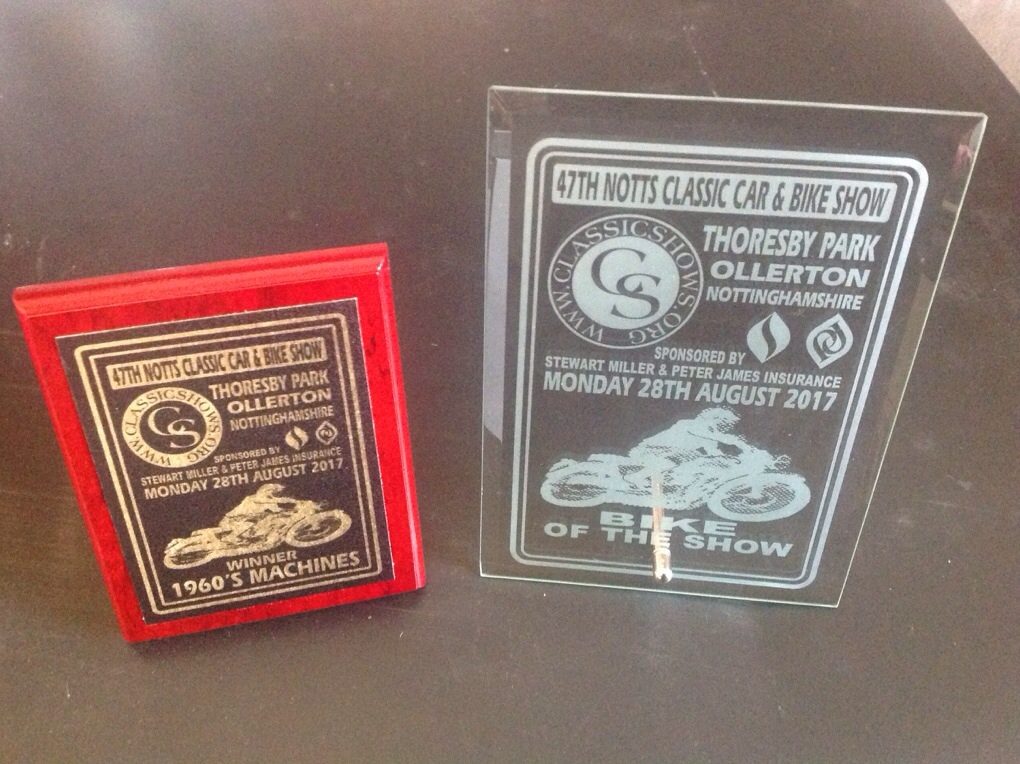 47TH NOTTS CLASSIC CAR & BIKE SHOW
WWW.CLASSICSHOWS.ORG
CS
THORESBY PARK
OLLERTON
NOTTINGHAMSHIRE
SPONSORED BY
STEWART MILLER & PETER JAMES INSURANCE
MONDAY 28TH AUGUST 2017
WINNER
1960'S MACHINES
47TH NOTTS CLASSIC CAR & BIKE SHOW
WWW.CLASSICSHOWS.ORG
CS
THORESBY PARK
OLLERTON
NOTTINGHAMSHIRE
SPONSORED BY
STEWART MILLER & PETER JAMES INSURANCE
MONDAY 28TH AUGUST 2017
BIKE
OF THE SHOW